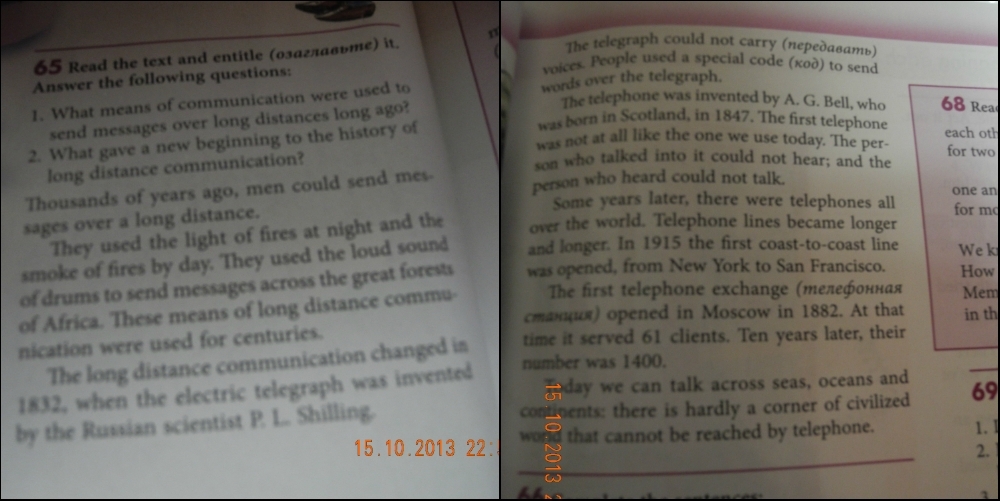 65 Read the text and entitle (озаглавьте) it.
Answer the following questions:
1. What means of communication were used to
send messages over long distances long ago?
2. What gave a new beginning to the history of
long distance communication?
Thousands of years ago, men could send mes-
sages over a long distance.
They used the light of fires at night and the
smoke of fires by day. They used the loud sound
of drums to send messages across the great forests
of Africa. These means of long distance commu-
nication were used for centuries.
The long distance communication changed in
1832, when the electric telegraph was invented
by the Russian scientist P. L. Shilling.
15.10.2013 22:
The telegraph could not carry (передавать)
voices. People used a special code (код) to send
words over the telegraph.
The telephone was invented by A. G. Bell, who
was born in Scotland, in 1847. The first telephone
was not at all like the one we use today. The per-
son who talked into it could not hear; and the
person who heard could not talk.
Some years later, there were telephones all
over the world. Telephone lines became longer
and longer. In 1915 the first coast-to-coast line
was opened, from New York to San Francisco.
The first telephone exchange (телефонная
станция) opened in Moscow in 1882. At that
time it served 61 clients. Ten years later, their
number was 1400.
Today we can talk across seas, oceans and
continents: there is hardly a corner of civilized
world that cannot be reached by telephone.
15 10 2013 2
66 the sentences:
68 Read
each oth
for two
one an
for mo
We k
How
Mem
in th
69
1.
2.